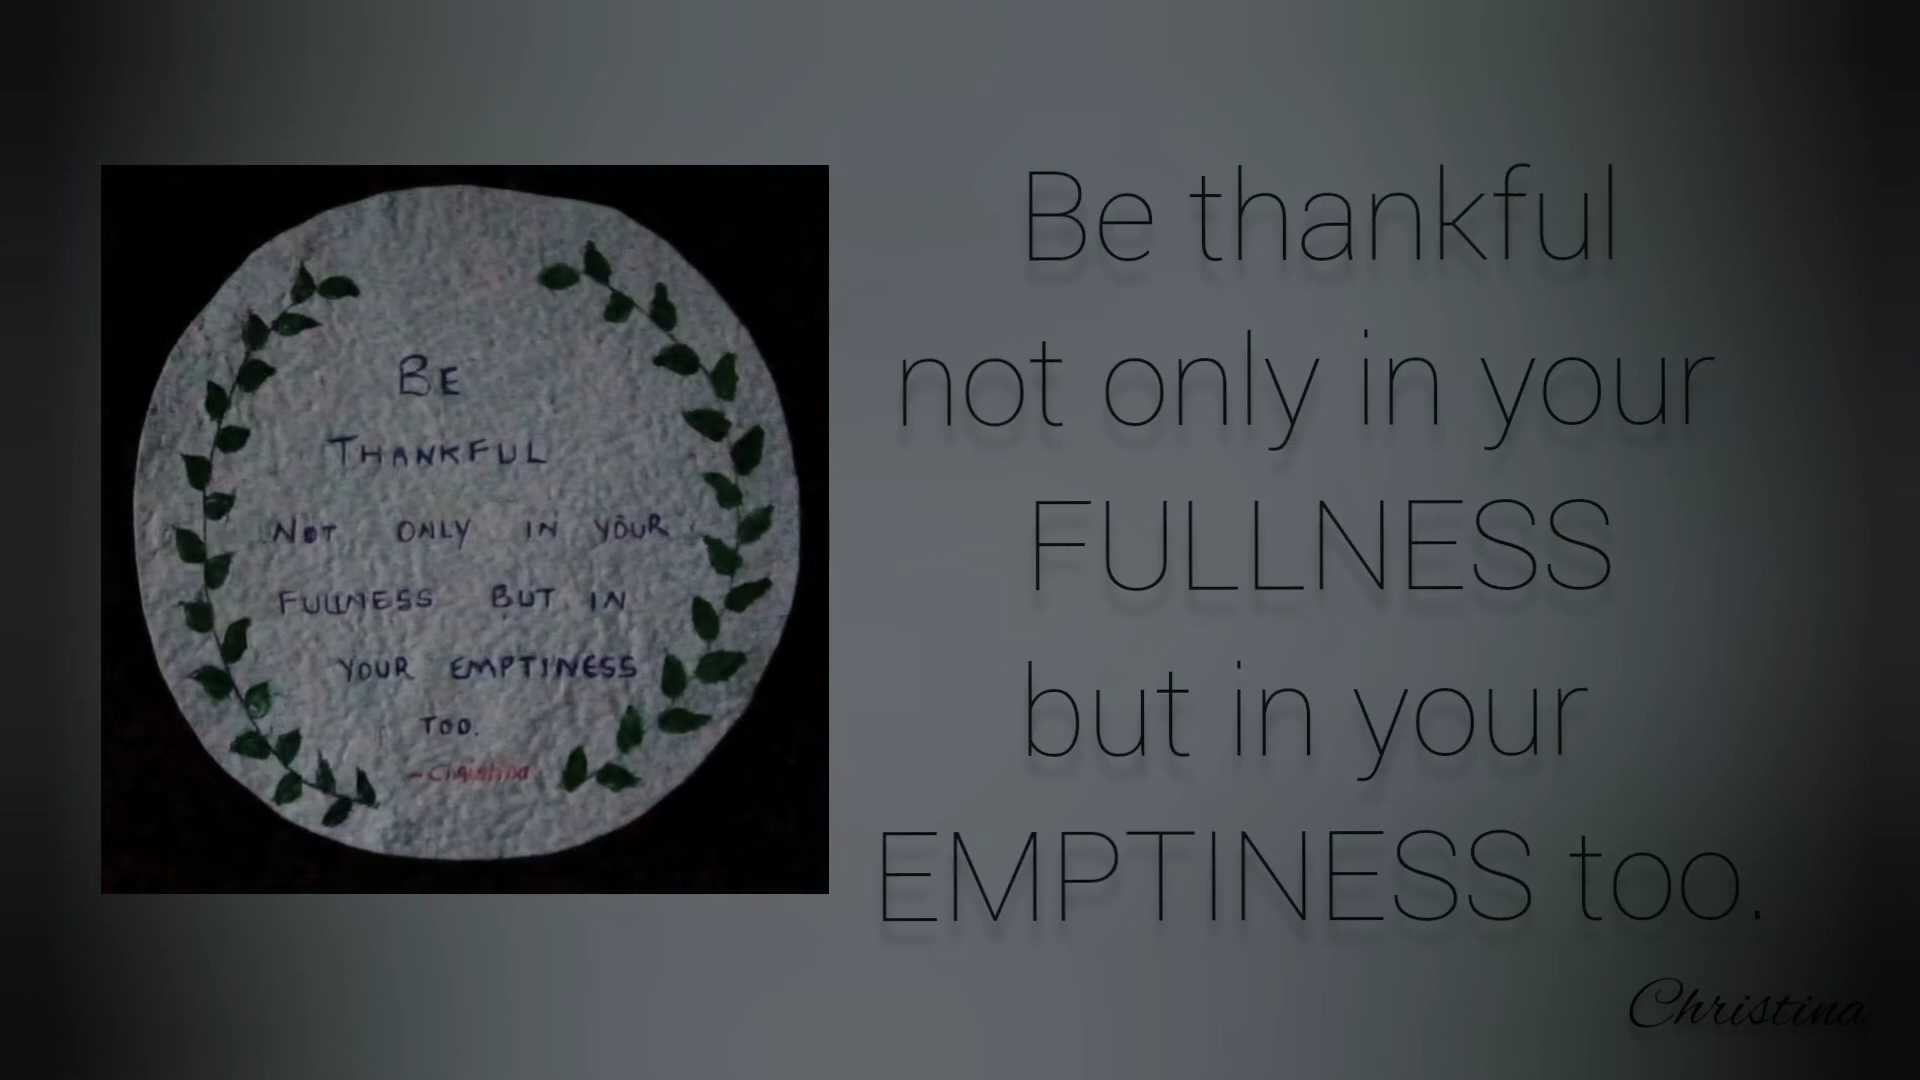 BE
THANKFUL
NOT ONLY IN YOUR
FULLNESS BUT IN
YOUR EMPTINESS
TOO.
-Christina
Be thankful
not only in your
FULLNESS
but in your
EMPTINESS too.
Christina